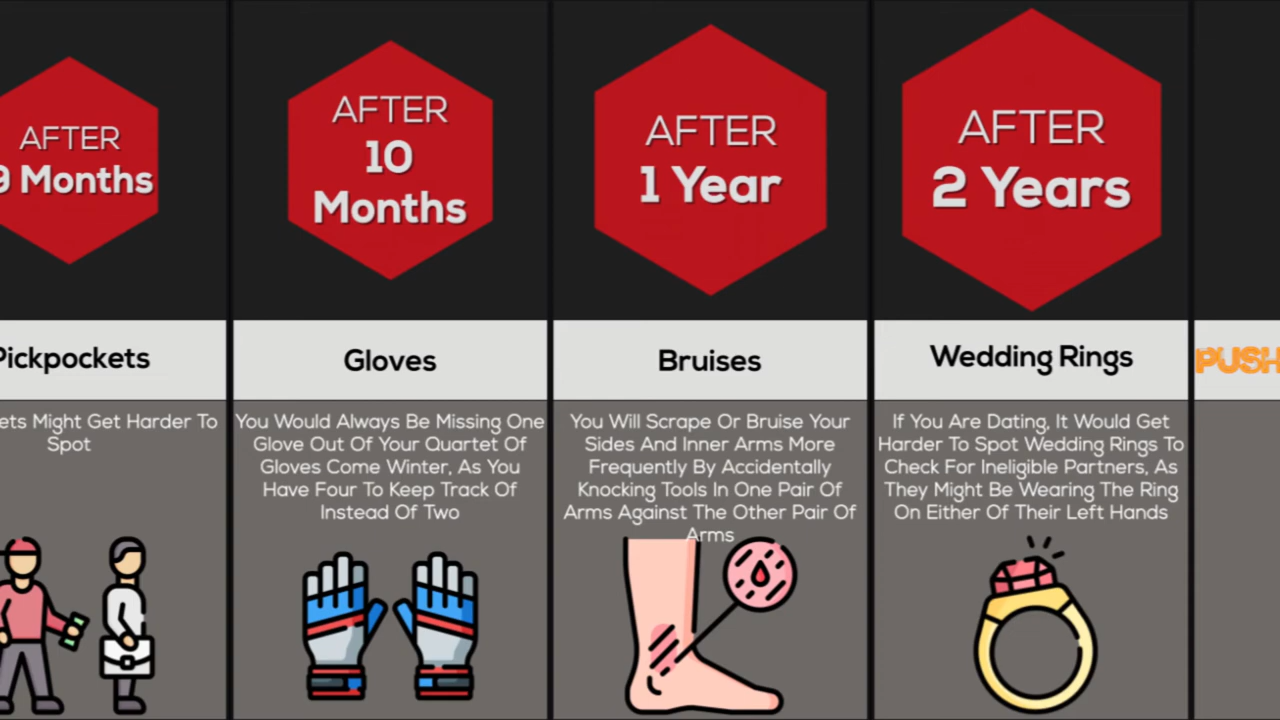 AFTER
9 Months
Pickpockets
ets Might Get Harder To
Spot
AFTER
10
Months
Gloves
You Would Always Be Missing One
Glove Out Of Your Quartet Of
Gloves Come Winter, As You
Have Four To Keep Track Of
Instead Of Two
AFTER
1 Year
Bruises
You Will Scrape Or Bruise Your
Sides And Inner Arms More
Frequently By Accidentally
Knocking Tools In One Pair Of
Arms Against The Other Pair Of
Arms
AFTER
2 Years
Wedding Rings
If You Are Dating, It Would Get
Harder To Spot Wedding Rings To
Check For Ineligible Partners, As
They Might Be Wearing The Ring
On Either Of Their Left Hands
PUSH